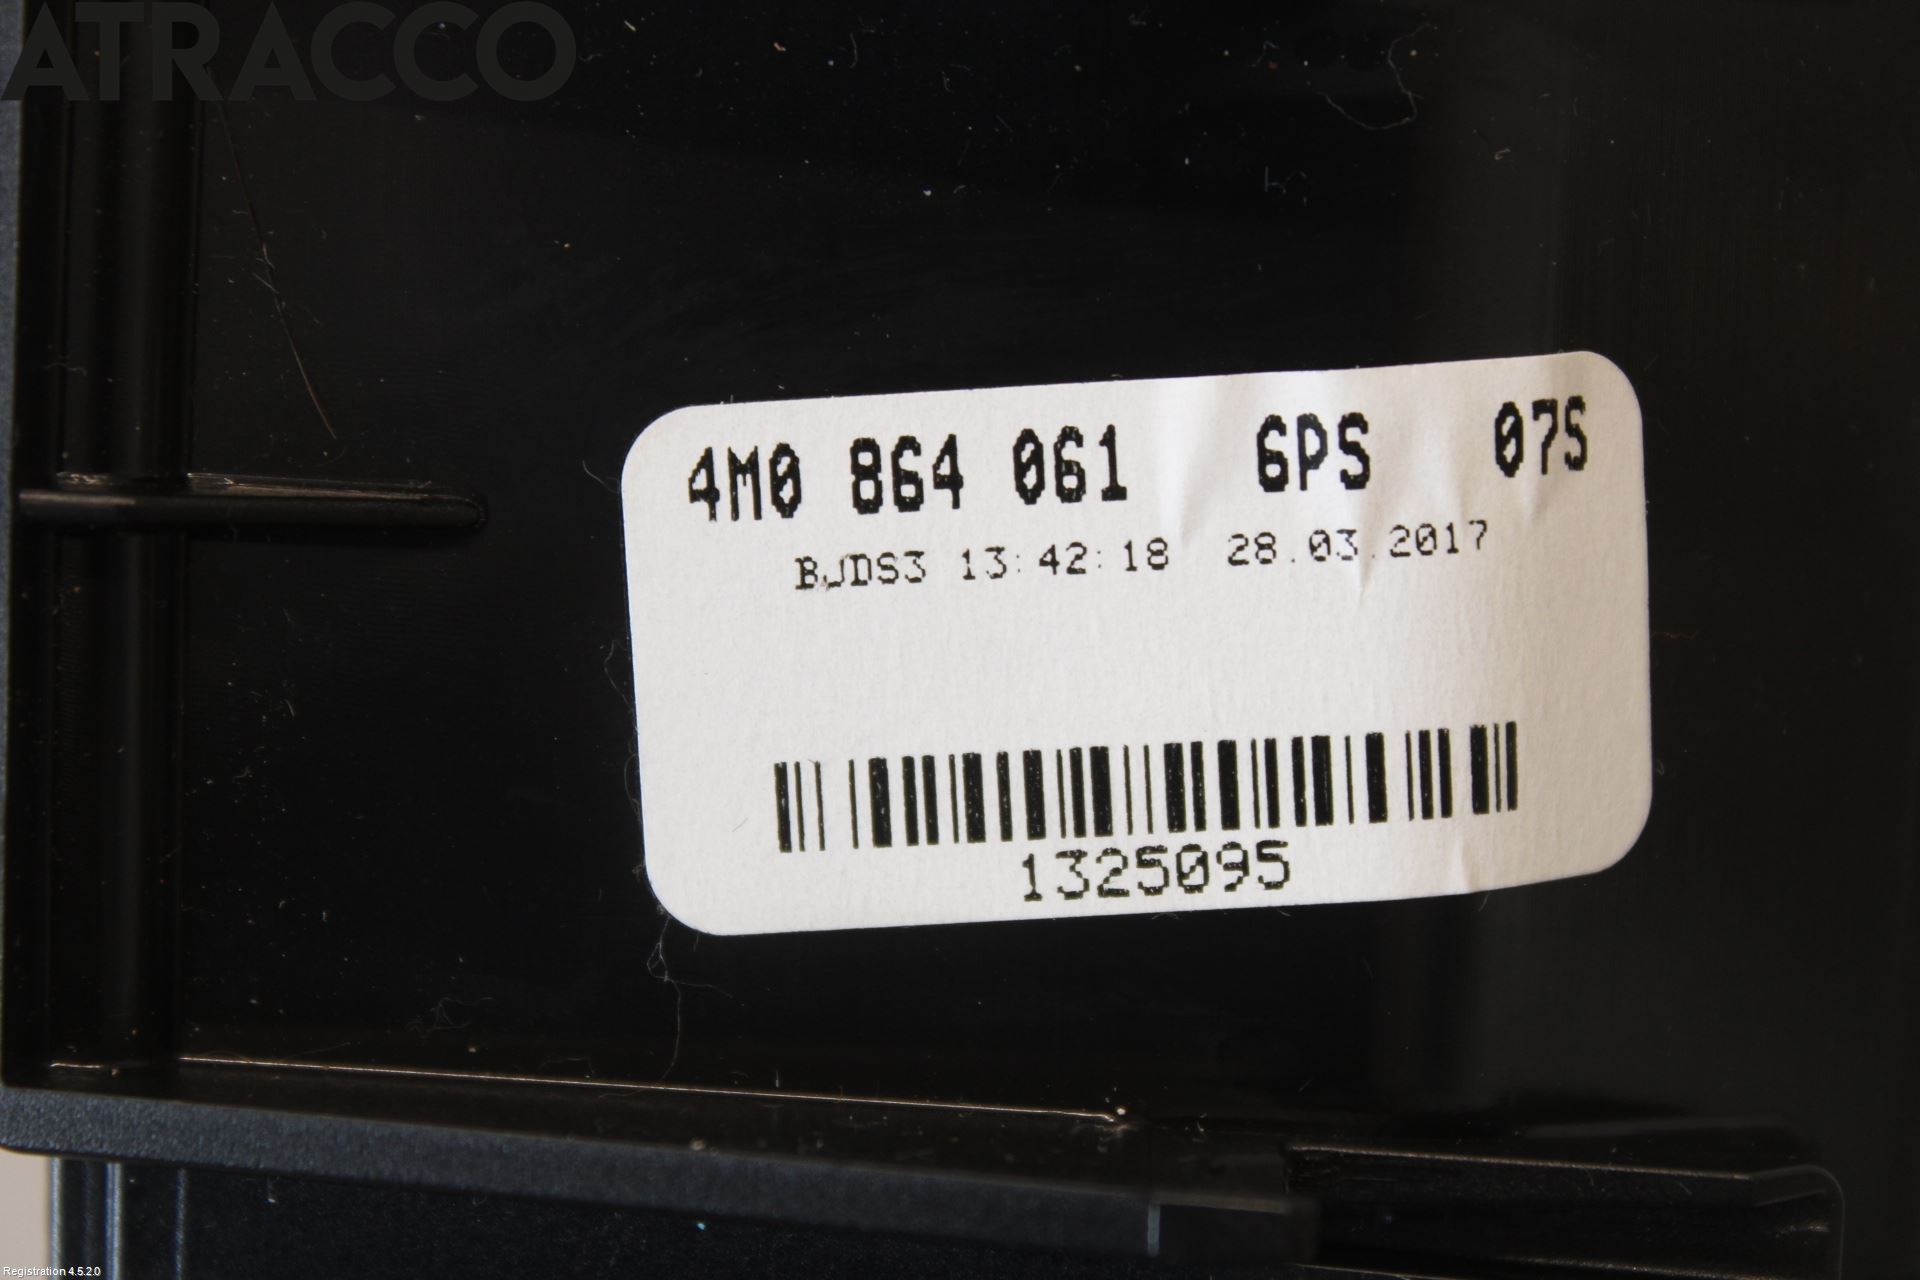 ATRACCO
4M0 864 061 6PS 07S
BJDS3 13:42:18 28.03.2017
1325095
Registration 4.5.2.0